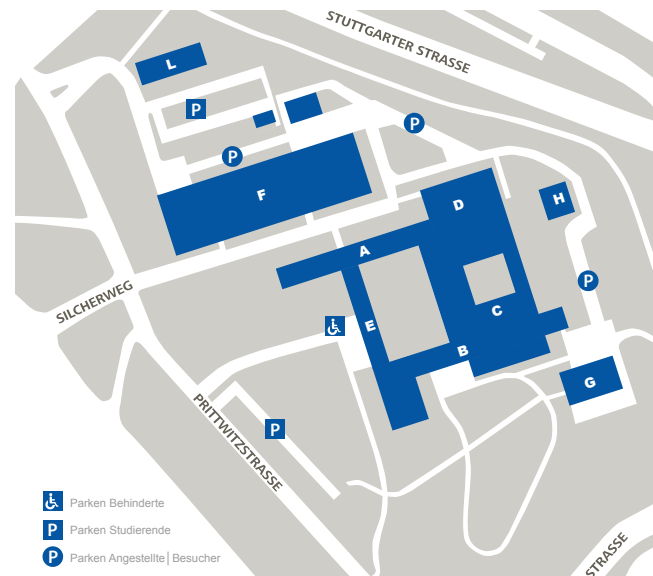 STUTTGARTER STRASSE
L
P
P
P
F
D
H
A
P
C
SILCHERWEG
E
B
G
PRITTWITZSTRASSE
P
STRASSE
Parken Behinderte
P Parken Studierende
P Parken Angestellte | Besucher